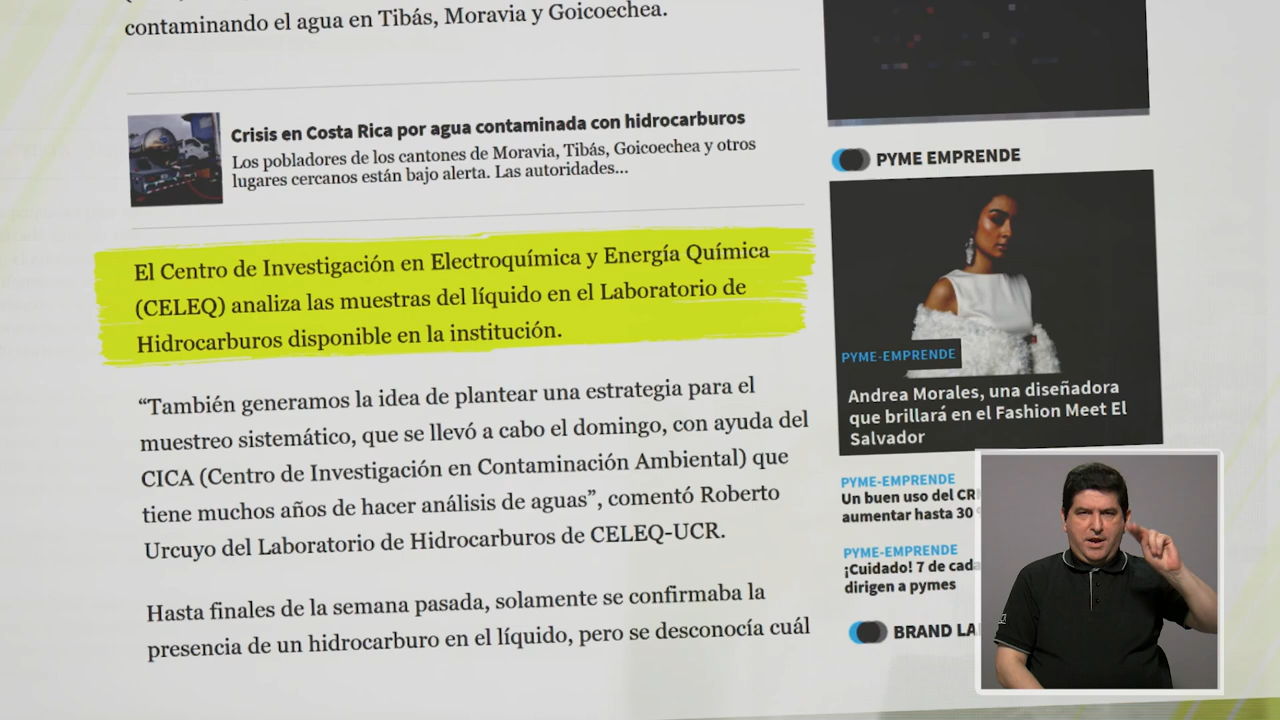 contaminando el agua en Tibás, Moravia y Goicoechea.
Crisis en Costa Rica por agua contaminada con hidrocarburos
Los pobladores de los cantones de Moravia, Tibás, Goicoechea y otros
lugares cercanos están bajo alerta. Las autoridades...
El Centro de Investigación en Electroquímica y Energía Química
(CELEQ) analiza las muestras del líquido en el Laboratorio de
Hidrocarburos disponible en la institución.
“También generamos la idea de plantear una estrategia para el
muestreo sistemático, que se llevó a cabo el domingo, con ayuda del
CICA (Centro de Investigación en Contaminación Ambiental) que
tiene muchos años de hacer análisis de aguas”, comentó Roberto
Urcuyo del Laboratorio de Hidrocarburos de CELEQ-UCR.
Hasta finales de la semana pasada, solamente se confirmaba la
presencia de un hidrocarburo en el líquido, pero se desconocía cuál
PYME EMPRENDE
PYME-EMPRENDE
Andrea Morales, una diseñadora
que brillará en el Fashion Meet El
Salvador
PYME-EMPRENDE
Un buen uso del CR
aumentar hasta 30
PYME-EMPRENDE
¡Cuidado! 7 de cada
dirigen a pymes
BRAND LA